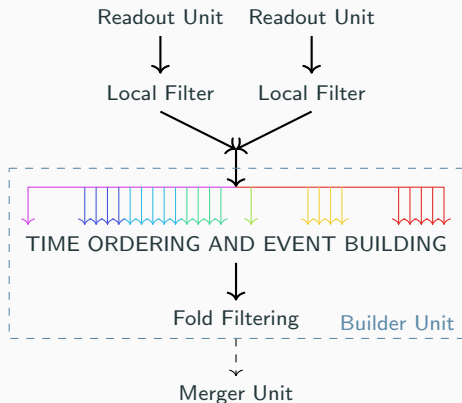 Readout Unit Readout Unit
Local Filter Local Filter
TIME ORDERING AND EVENT BUILDING
Fold Filtering
Builder Unit
Merger Unit